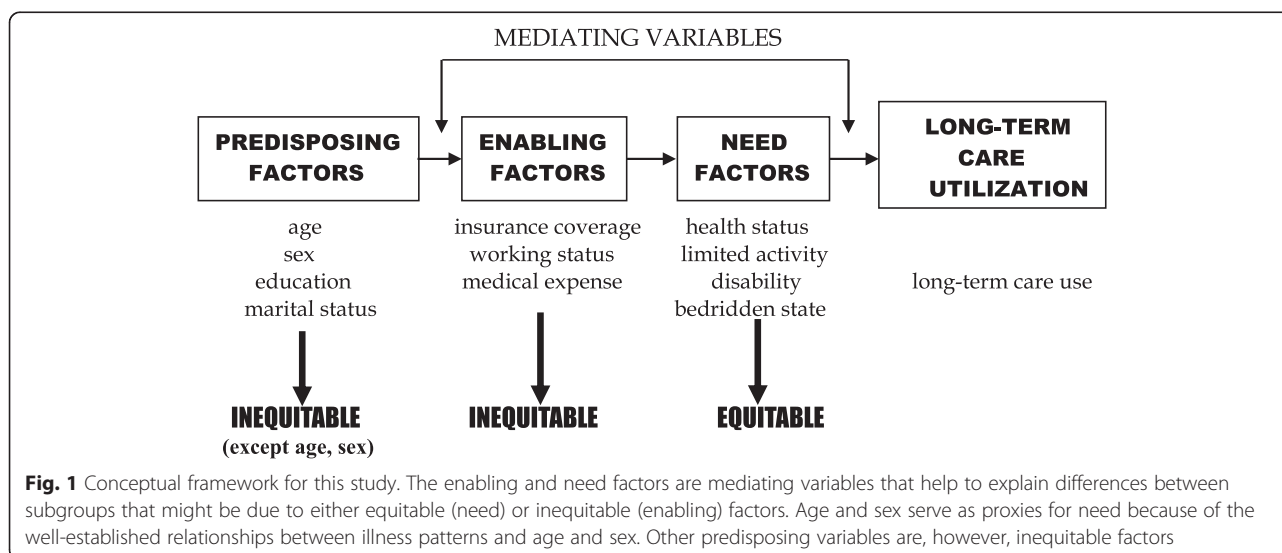 MEDIATING VARIABLES
PREDISPOSING
FACTORS
ENABLING
FACTORS
NEED
FACTORS
LONG-TERM
CARE
UTILIZATION
age
sex
education
marital status
insurance coverage
working status
medical expense
health status
limited activity
disability
bedridden state
long-term care use
INEQUITABLE
(except age, sex)
INEQUITABLE
EQUITABLE
Fig. 1 Conceptual framework for this study. The enabling and need factors are mediating variables that help to explain differences between
subgroups that might be due to either equitable (need) or inequitable (enabling) factors. Age and sex serve as proxies for need because of the
well-established relationships between illness patterns and age and sex. Other predisposing variables are, however, inequitable factors